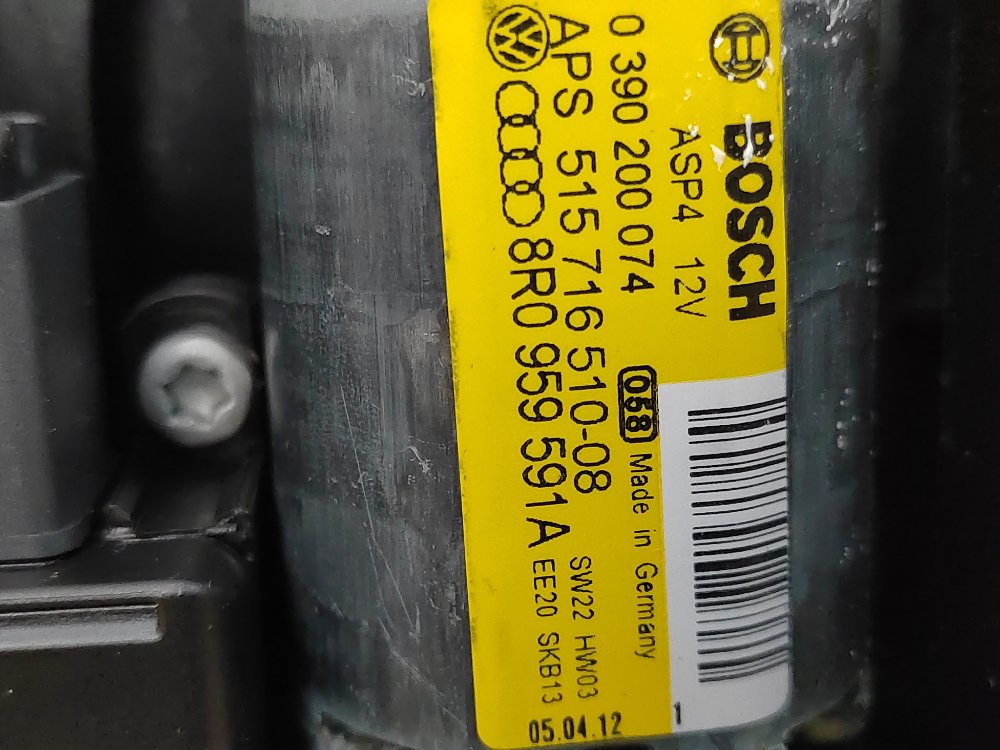 BOSCH
ASP4 12V
0 390 200 074 058 Made in Germany
APS 515 716 510-08 SW22 HW03
8R0 959 591A EE20 SKB13
1
05.04.12